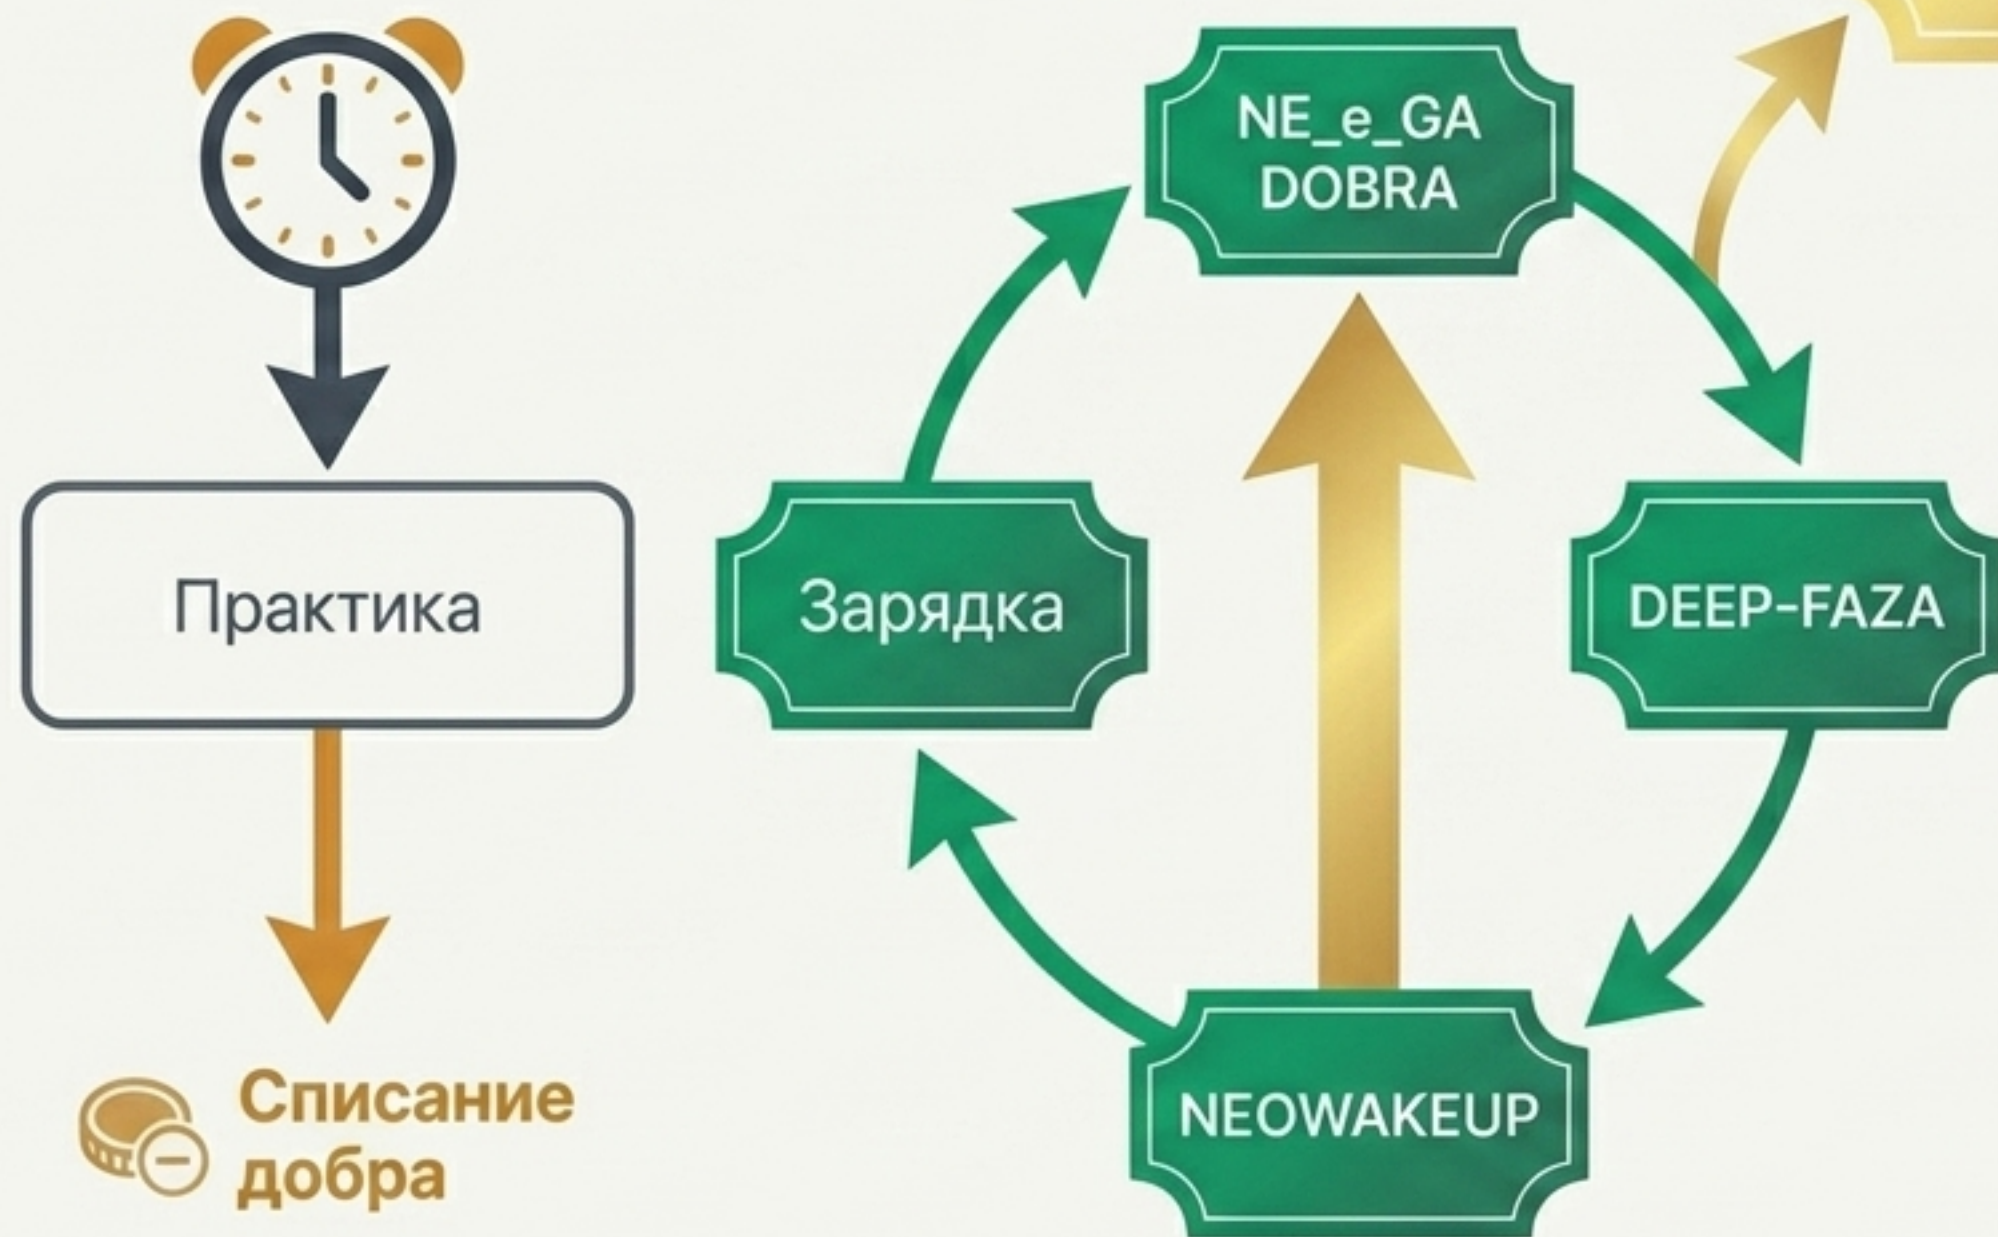 NE_e_GA
DOBRA
Практика
Зарядка
DEEP-FAZA
NEOWAKEUP
Списание
добра